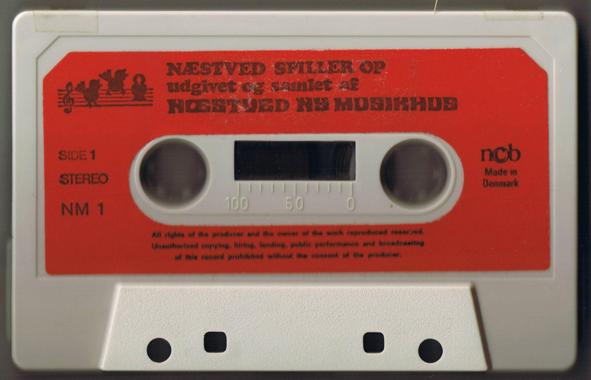 NÆSTVED SPILLER OP
udgivet og samlet af
NÆSTVED NY MUSIKHUS
SIDE 1
STEREO
NM 1
ncb
Made in
Denmark
100 50 0
All rights of the producer and the owner of the work reproduced reserved.
Unauthorized copying, hiring, lending, public performance and broadcasting
of this record prohibited without the consent of the producer.